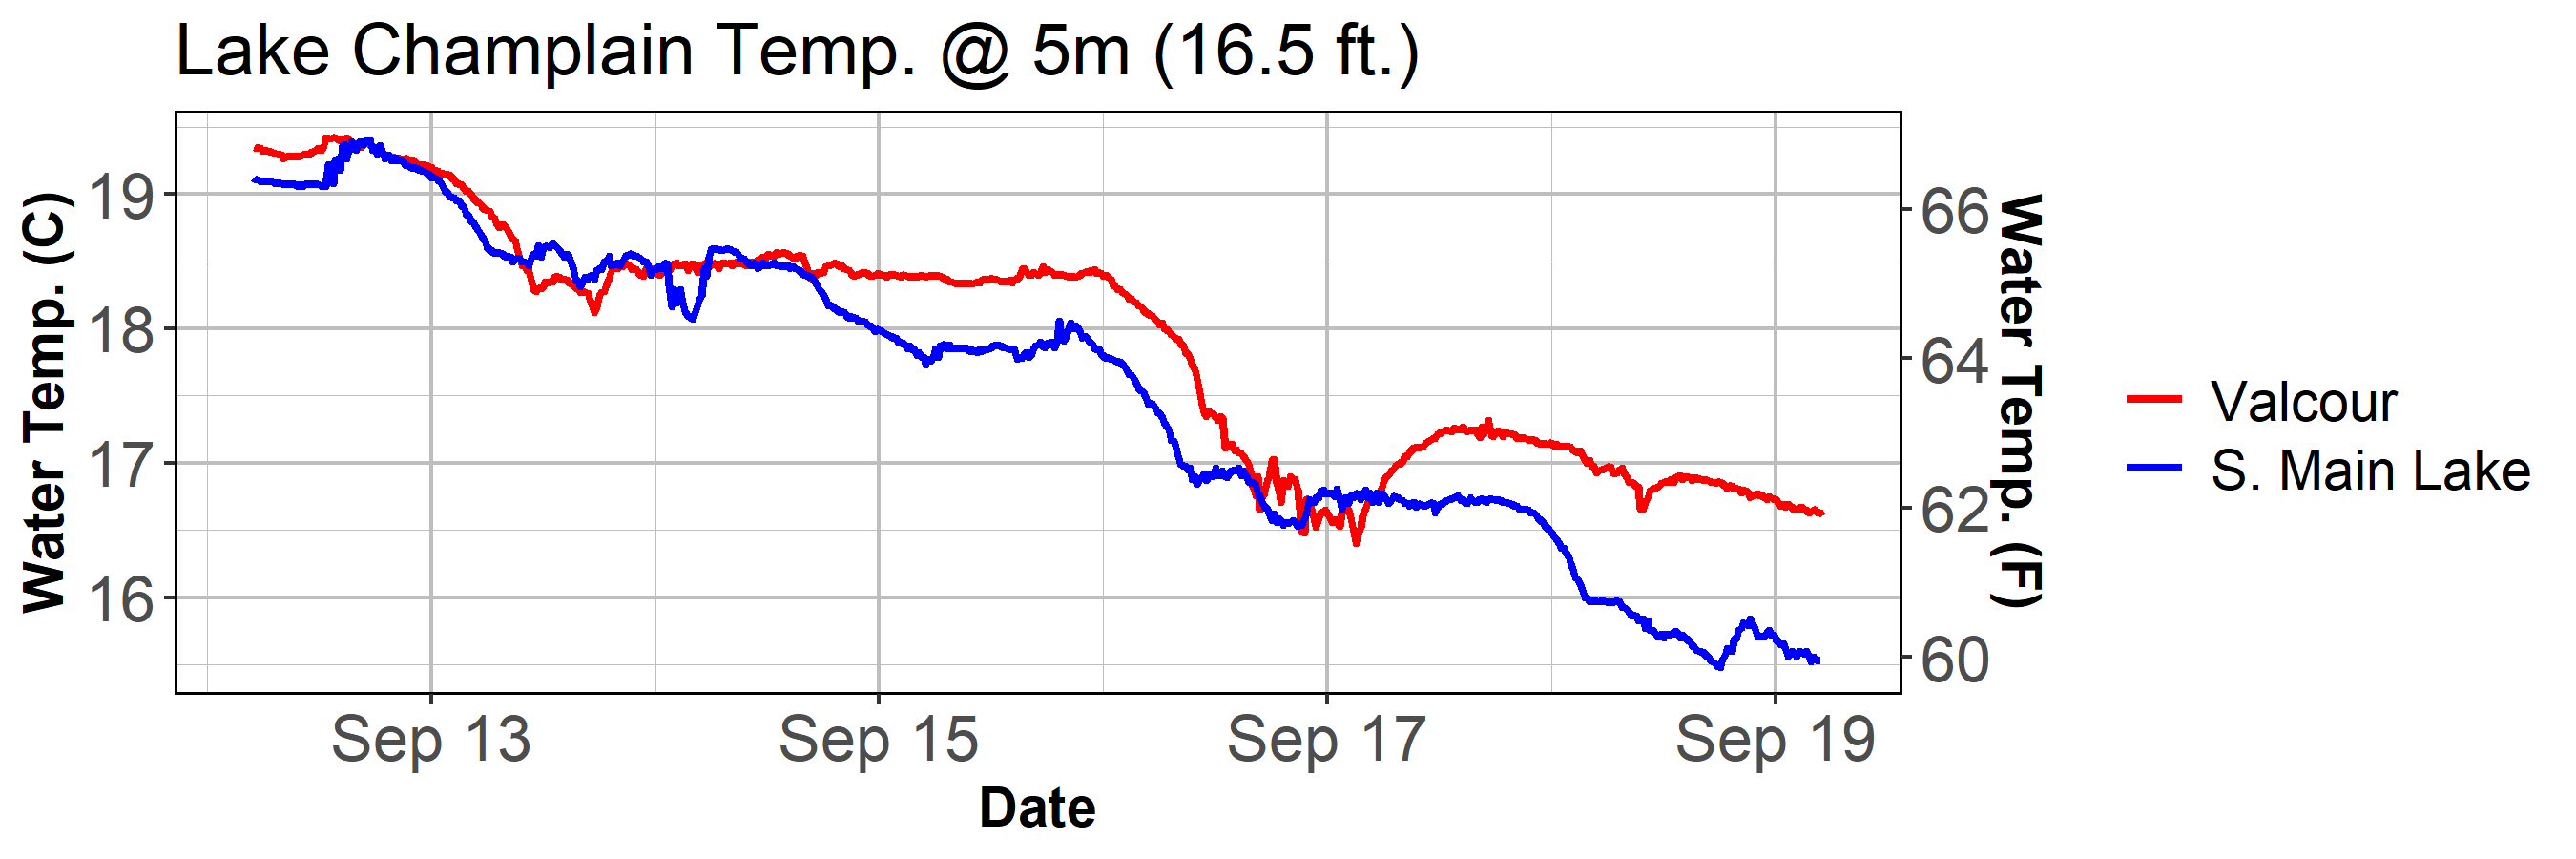 Lake Champlain Temp. @ 5m (16.5 ft.)
Water Temp. (C)
19
18
17
16
66
64
62
60
Water Temp. (F)
Valcour
S. Main Lake
Sep 13
Sep 15
Sep 17
Sep 19
Date